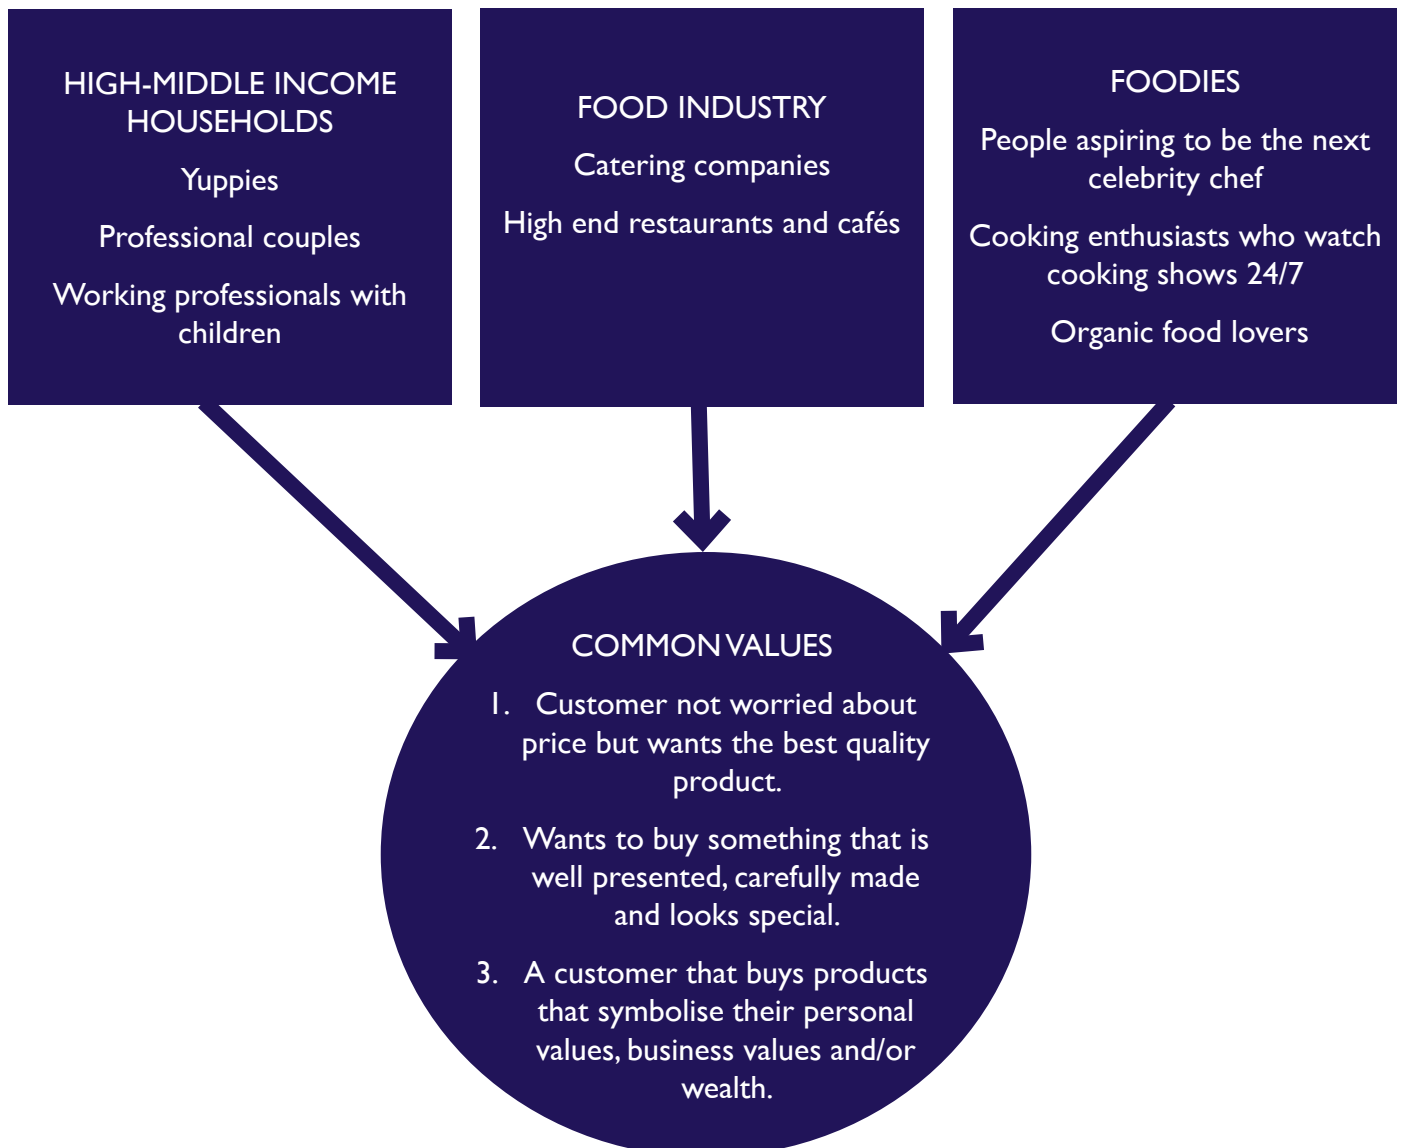 HIGH-MIDDLE INCOME
HOUSEHOLDS
Yuppies
Professional couples
Working professionals with
children
FOOD INDUSTRY
Catering companies
High end restaurants and cafés
FOODIES
People aspiring to be the next
celebrity chef
Cooking enthusiasts who watch
cooking shows 24/7
Organic food lovers
COMMON VALUES
1. Customer not worried about
price but wants the best quality
product.
2. Wants to buy something that is
well presented, carefully made
and looks special.
3. A customer that buys products
that symbolise their personal
values, business values and/or
wealth.